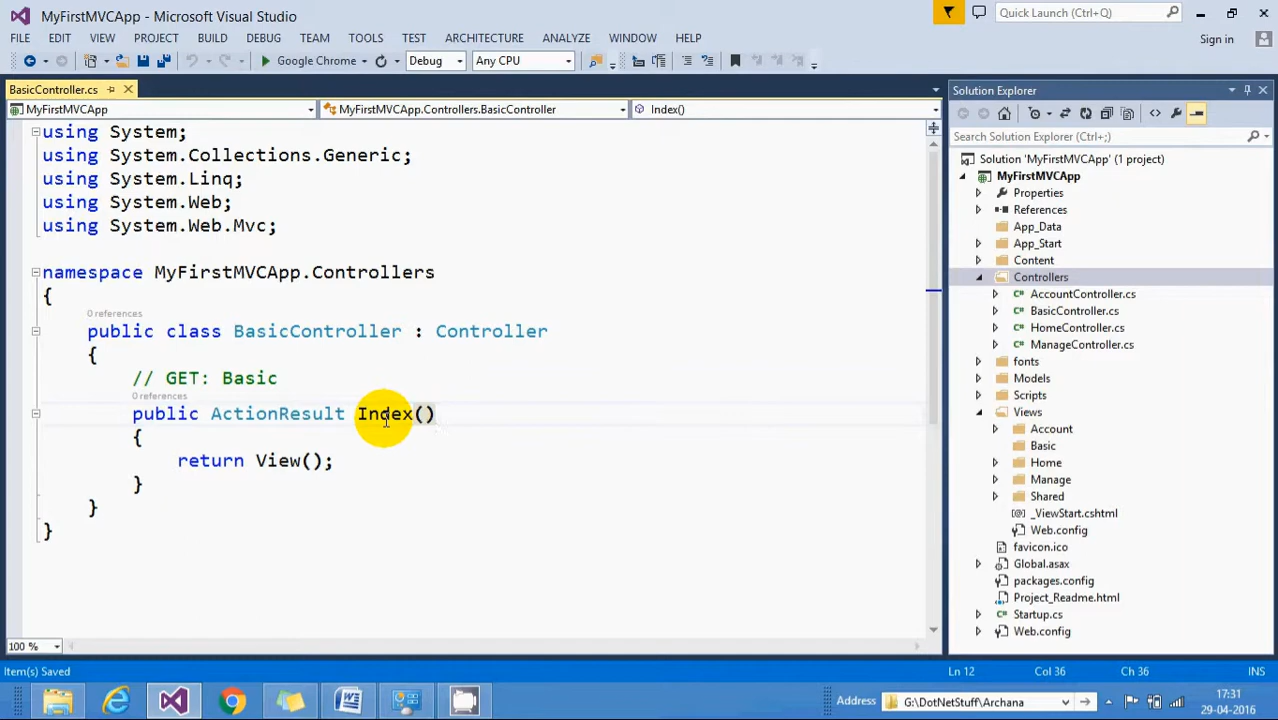 MyFirstMVCApp - Microsoft Visual Studio
Quick Launch (Ctrl+Q)
FILE EDIT VIEW PROJECT BUILD DEBUG TEAM TOOLS TEST ARCHITECTURE ANALYZE WINDOW HELP
Sign in
Google Chrome Debug Any CPU
BasicController.cs
MyFirstMVCApp MyFirstMVCApp.Controllers.BasicController Index()
using System;
using System.Collections.Generic;
using System.Linq;
using System.Web;
using System.Web.Mvc;
namespace MyFirstMVCApp.Controllers
{
0 references
public class BasicController : Controller
{
// GET: Basic
0 references
public ActionResult Index()
{
return View();
}
}
}
100 %
Solution Explorer
Search Solution Explorer (Ctrl+;)
Solution 'MyFirstMVCApp' (1 project)
MyFirstMVCApp
Properties
References
App_Data
App_Start
Content
Controllers
AccountController.cs
BasicController.cs
HomeController.cs
ManageController.cs
fonts
Models
Scripts
Views
Account
Basic
Home
Manage
Shared
_ViewStart.cshtml
Web.config
favicon.ico
Global.asax
packages.config
Project_Readme.html
Startup.cs
Web.config
Item(s) Saved Ln 12 Col 36 Ch 36 INS
Address G:\DotNetStuff\Archana
17:31
29-04-2016